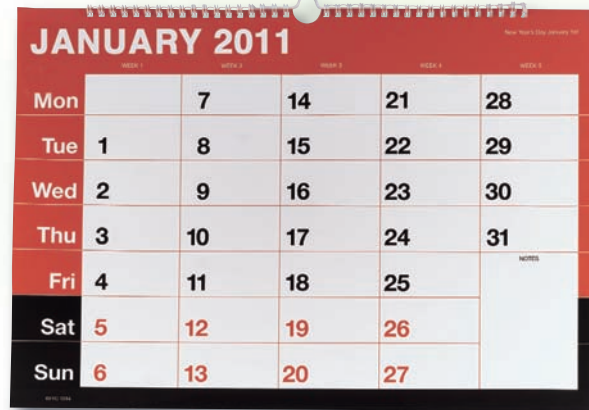 JANUARY 2011
New Year's Day January 1st
WEEK 1 WEEK 2 WEEK 3 WEEK 4 WEEK 5
Mon 7 14 21 28
Tue 1 8 15 22 29
Wed 2 9 16 23 30
Thu 3 10 17 24 31
NOTES
Fri 4 11 18 25
Sat 5 12 19 26
Sun 6 13 20 27